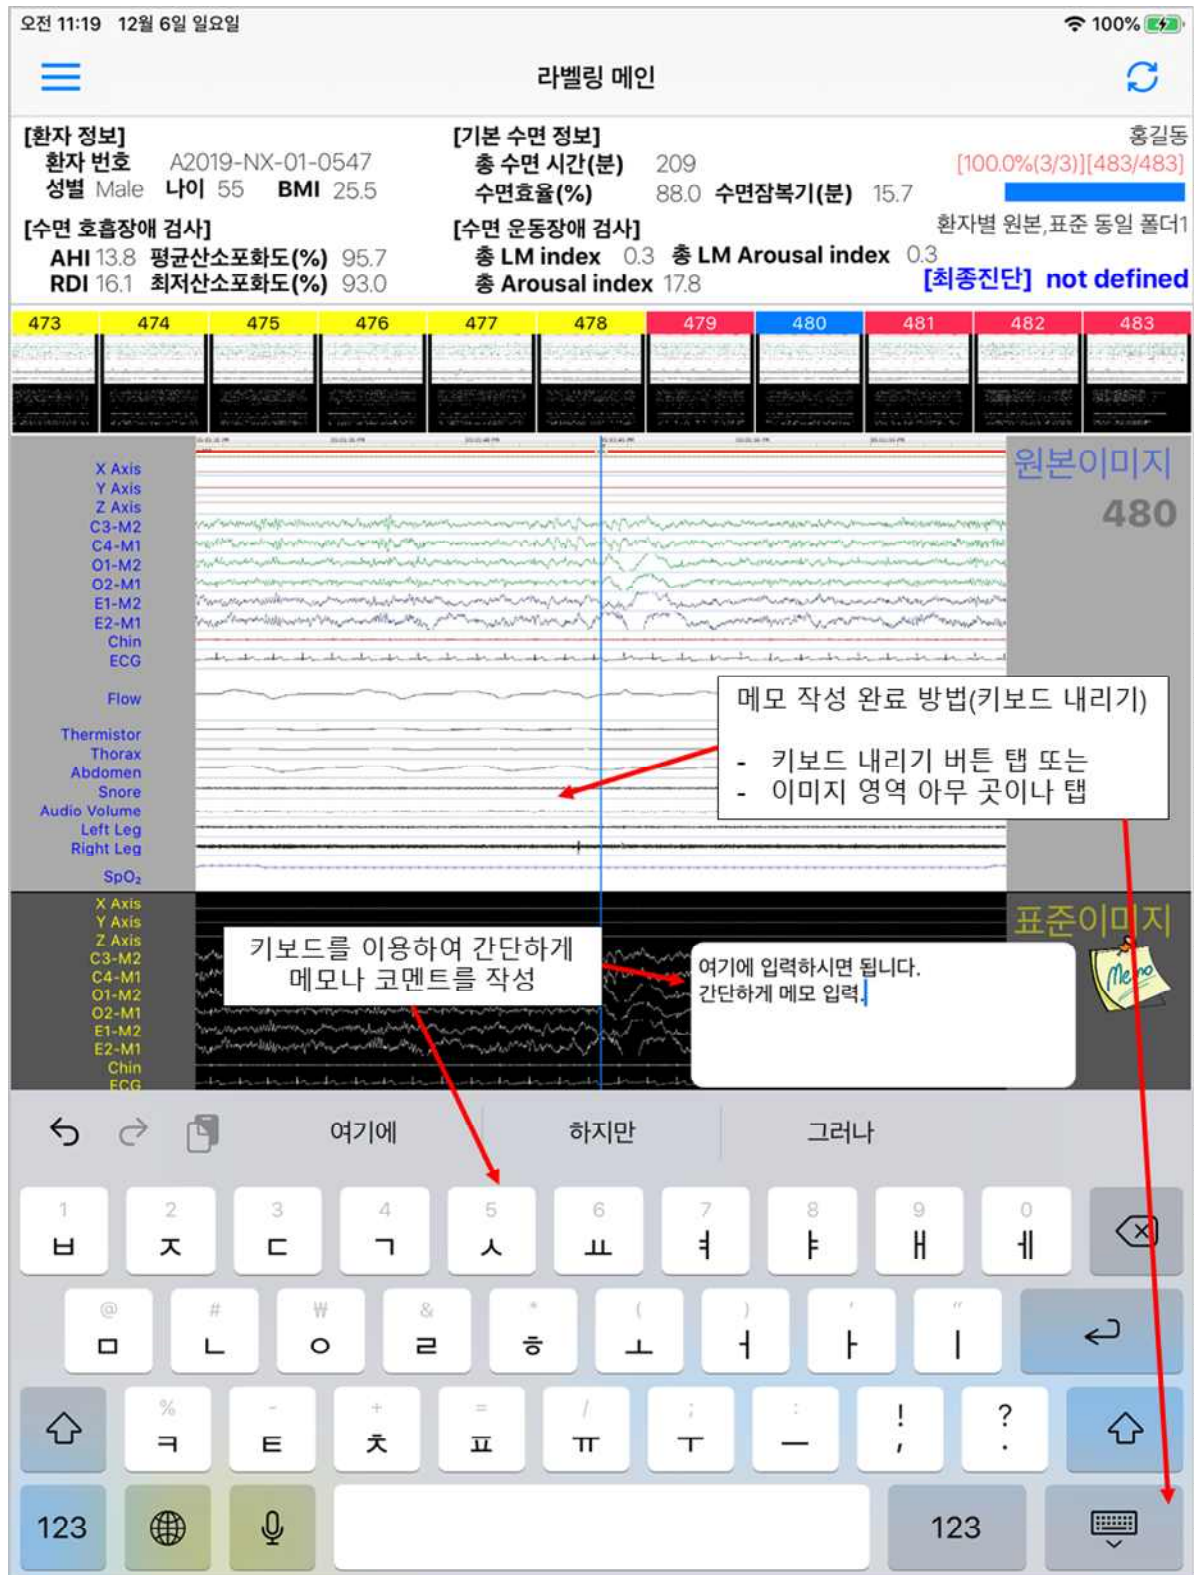 오전 11:19 12월 6일 일요일 100%
라벨링 메인
[환자 정보] [기본 수면 정보] 홍길동
환자 번호 A2019-NX-01-0547 총 수면 시간(분) 209 [100.0%(3/3)][483/483]
성별 Male 나이 55 BMI 25.5 수면효율(%) 88.0 수면잠복기(분) 15.7
[수면 호흡장애 검사] [수면 운동장애 검사] 환자별 원본,표준 동일 폴더1
AHI 13.8 평균산소포화도(%) 95.7 총 LM index 0.3 총 LM Arousal index 0.3
RDI 16.1 최저산소포화도(%) 93.0 총 Arousal index 17.8 [최종진단] not defined
473 474 475 476 477 478 479 480 481 482 483
원본이미지
480
X Axis
Y Axis
Z Axis
C3-M2
C4-M1
O1-M2
O2-M1
E1-M2
E2-M1
Chin
ECG
Flow
Thermistor
Thorax
Abdomen
Snore
Audio Volume
Left Leg
Right Leg
SpO₂
메모 작성 완료 방법(키보드 내리기)
- 키보드 내리기 버튼 탭 또는
- 이미지 영역 아무 곳이나 탭
표준이미지
X Axis
Y Axis
Z Axis
C3-M2
C4-M1
O1-M2
O2-M1
E1-M2
E2-M1
Chin
ECG
키보드를 이용하여 간단하게
메모나 코멘트를 작성
여기에 입력하시면 됩니다.
간단하게 메모 입력.
Memo
여기에 하지만 그러나
1 2 3 4 5 6 7 8 9 0
ㅂ ㅈ ㄷ ㄱ ㅅ ㅛ ㅕ ㅑ ㅐ ㅔ
@ # ₩ & * ( ) ' "
ㅁ ㄴ ㅇ ㄹ ㅎ ㅗ ㅓ ㅏ ㅣ
% - + = / ; : ! ?
ㅋ ㅌ ㅊ ㅍ ㅠ ㅜ ㅡ , .
123 123